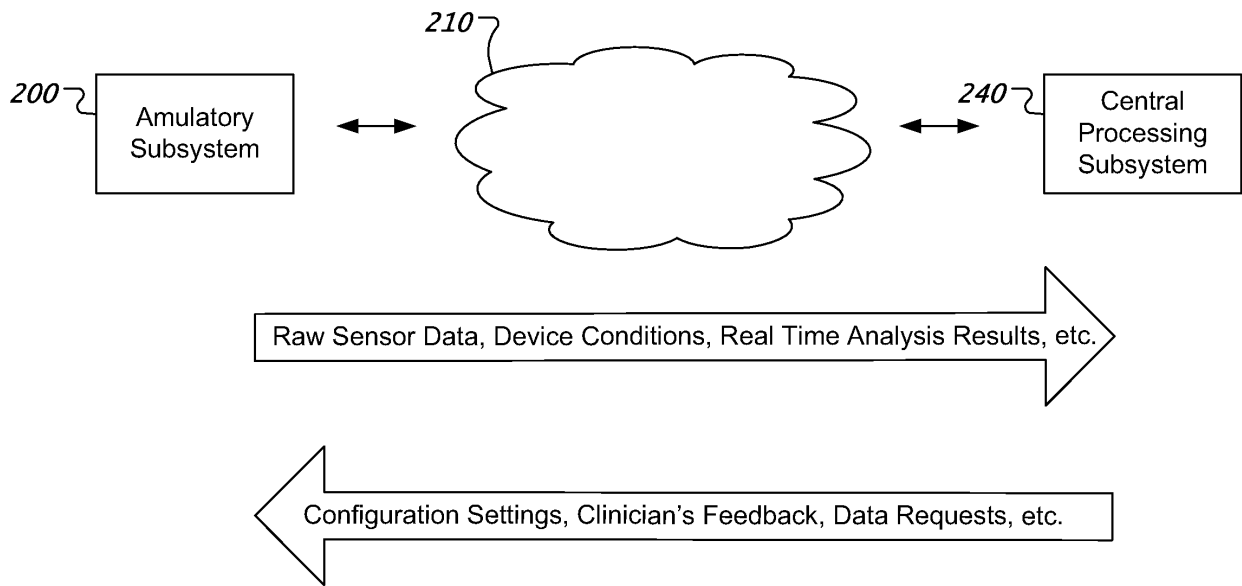 210
200
Amulatory
Subsystem
240
Central
Processing
Subsystem
Raw Sensor Data, Device Conditions, Real Time Analysis Results, etc.
Configuration Settings, Clinician's Feedback, Data Requests, etc.